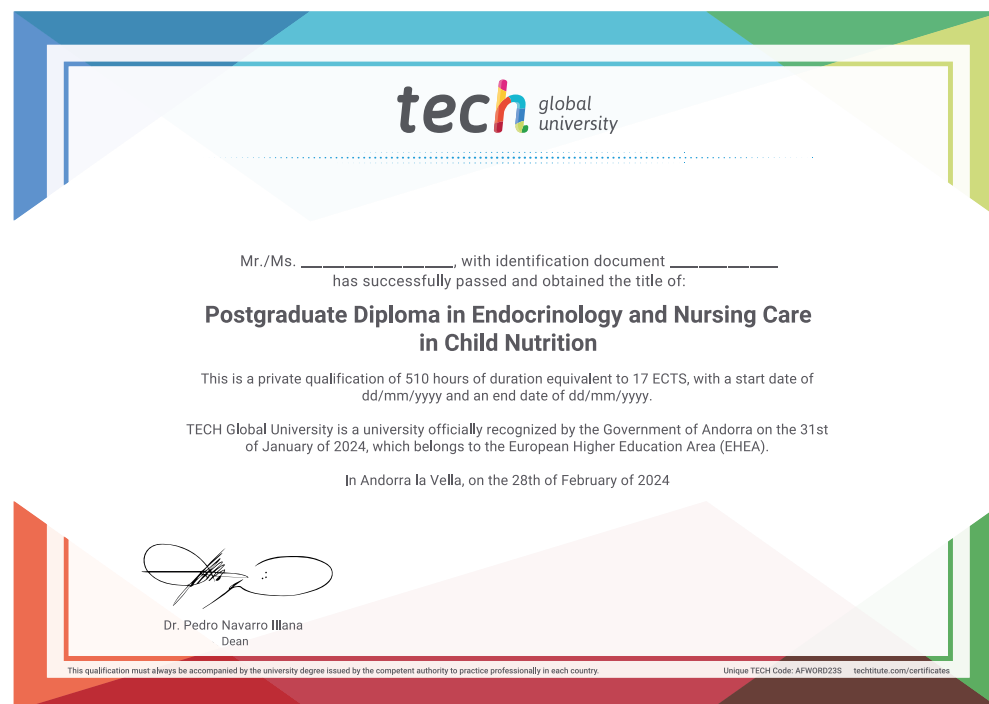 tech global
university
Mr./Ms. ________________, with identification document ____________
has successfully passed and obtained the title of:
Postgraduate Diploma in Endocrinology and Nursing Care
in Child Nutrition
This is a private qualification of 510 hours of duration equivalent to 17 ECTS, with a start date of
dd/mm/yyyy and an end date of dd/mm/yyyy.
TECH Global University is a university officially recognized by the Government of Andorra on the 31st
of January of 2024, which belongs to the European Higher Education Area (EHEA).
In Andorra la Vella, on the 28th of February of 2024
Dr. Pedro Navarro Illana
Dean
This qualification must always be accompanied by the university degree issued by the competent authority to practice professionally in each country. Unique TECH Code: AFWORD23S techtitute.com/certificates